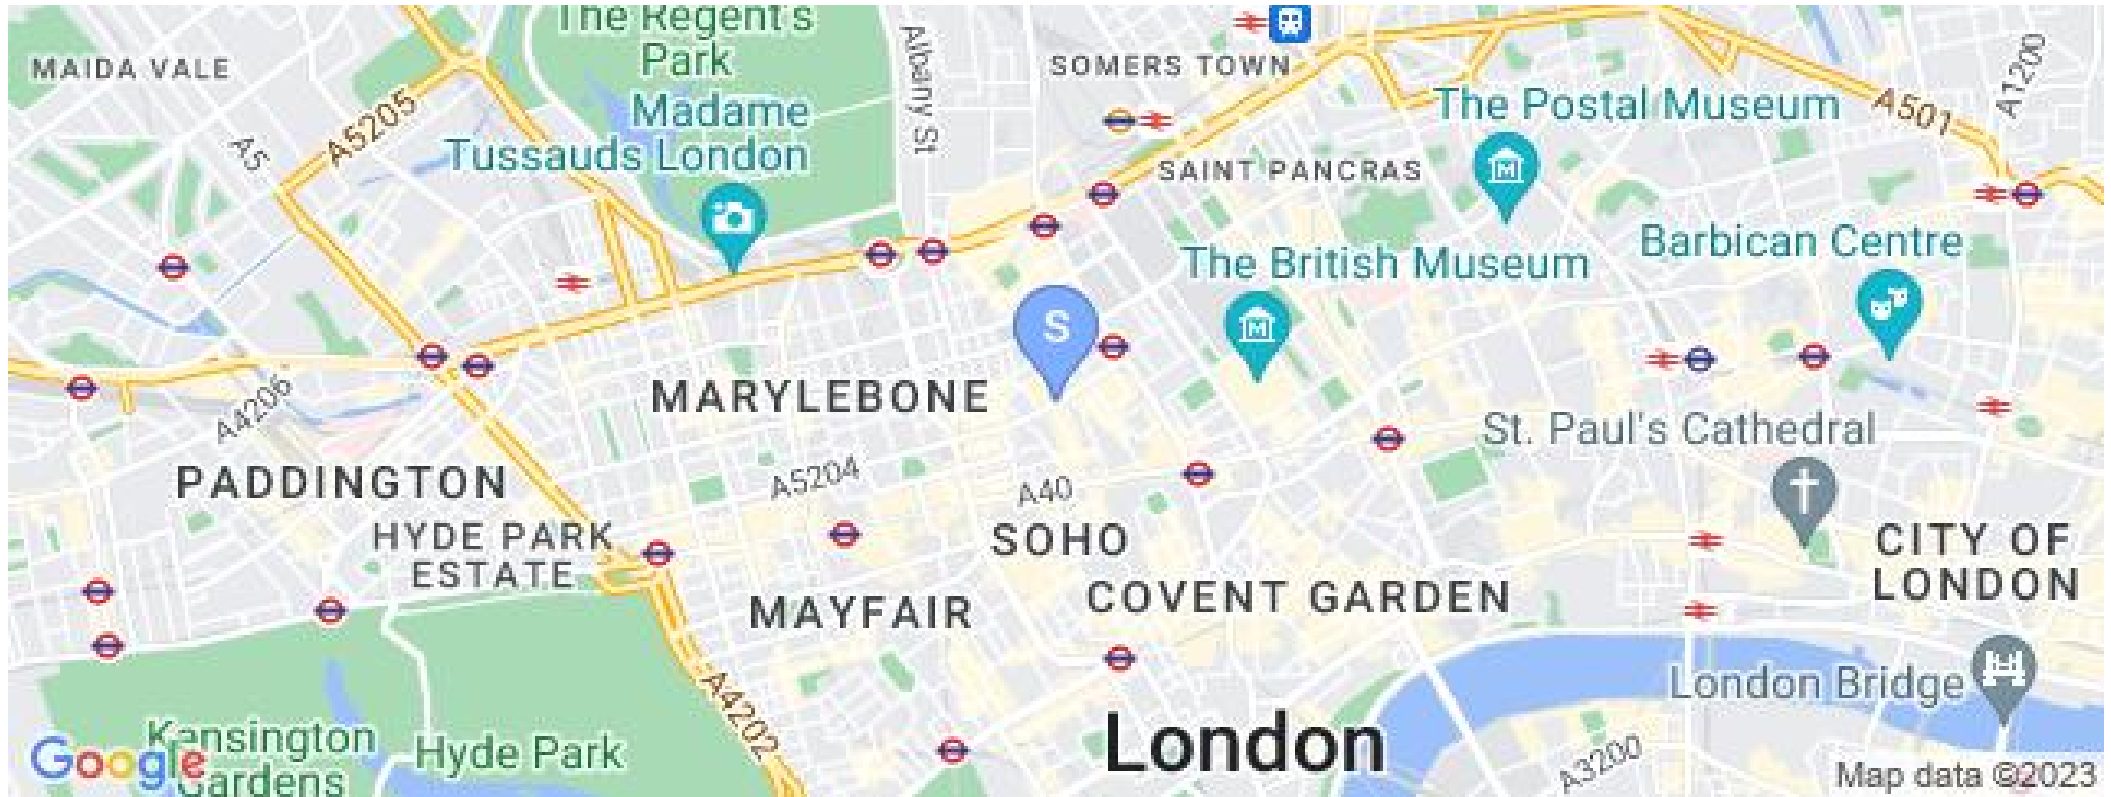 The Regent's
Park
MAIDA VALE
Albany St
SOMERS TOWN
A1200
A5205
A5
Madame
Tussauds London
The Postal Museum
A501
SAINT PANCRAS
M
Barbican Centre
The British Museum
S
M
MARYLEBONE
A4206
St. Paul's Cathedral
PADDINGTON
A5204
A40
HYDE PARK
ESTATE
SOHO
CITY OF
LONDON
MAYFAIR
COVENT GARDEN
London Bridge
A4202
Kensington
Gardens
Google
Hyde Park
London
A3200
Map data ©2023